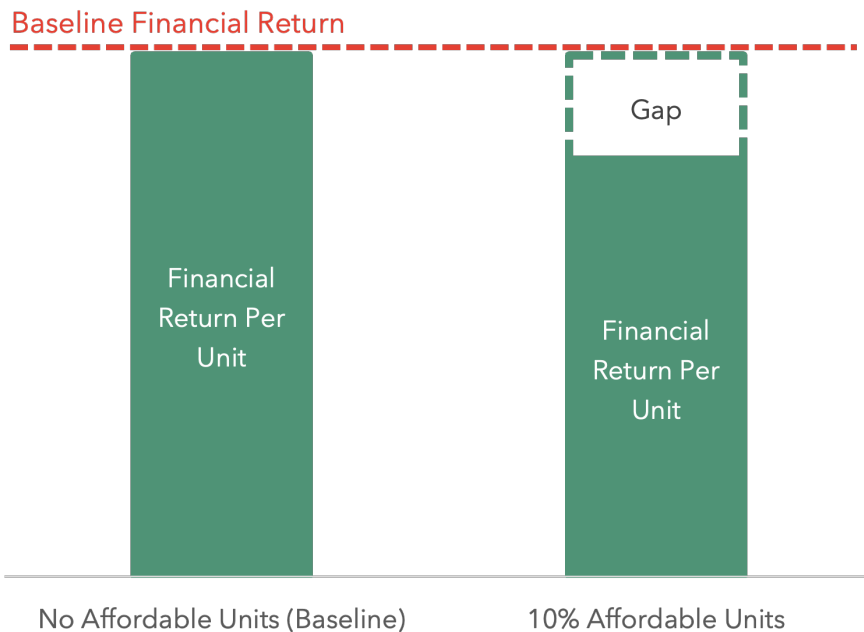 Baseline Financial Return
Gap
Financial
Return Per
Unit
Financial
Return Per
Unit
No Affordable Units (Baseline)
10% Affordable Units